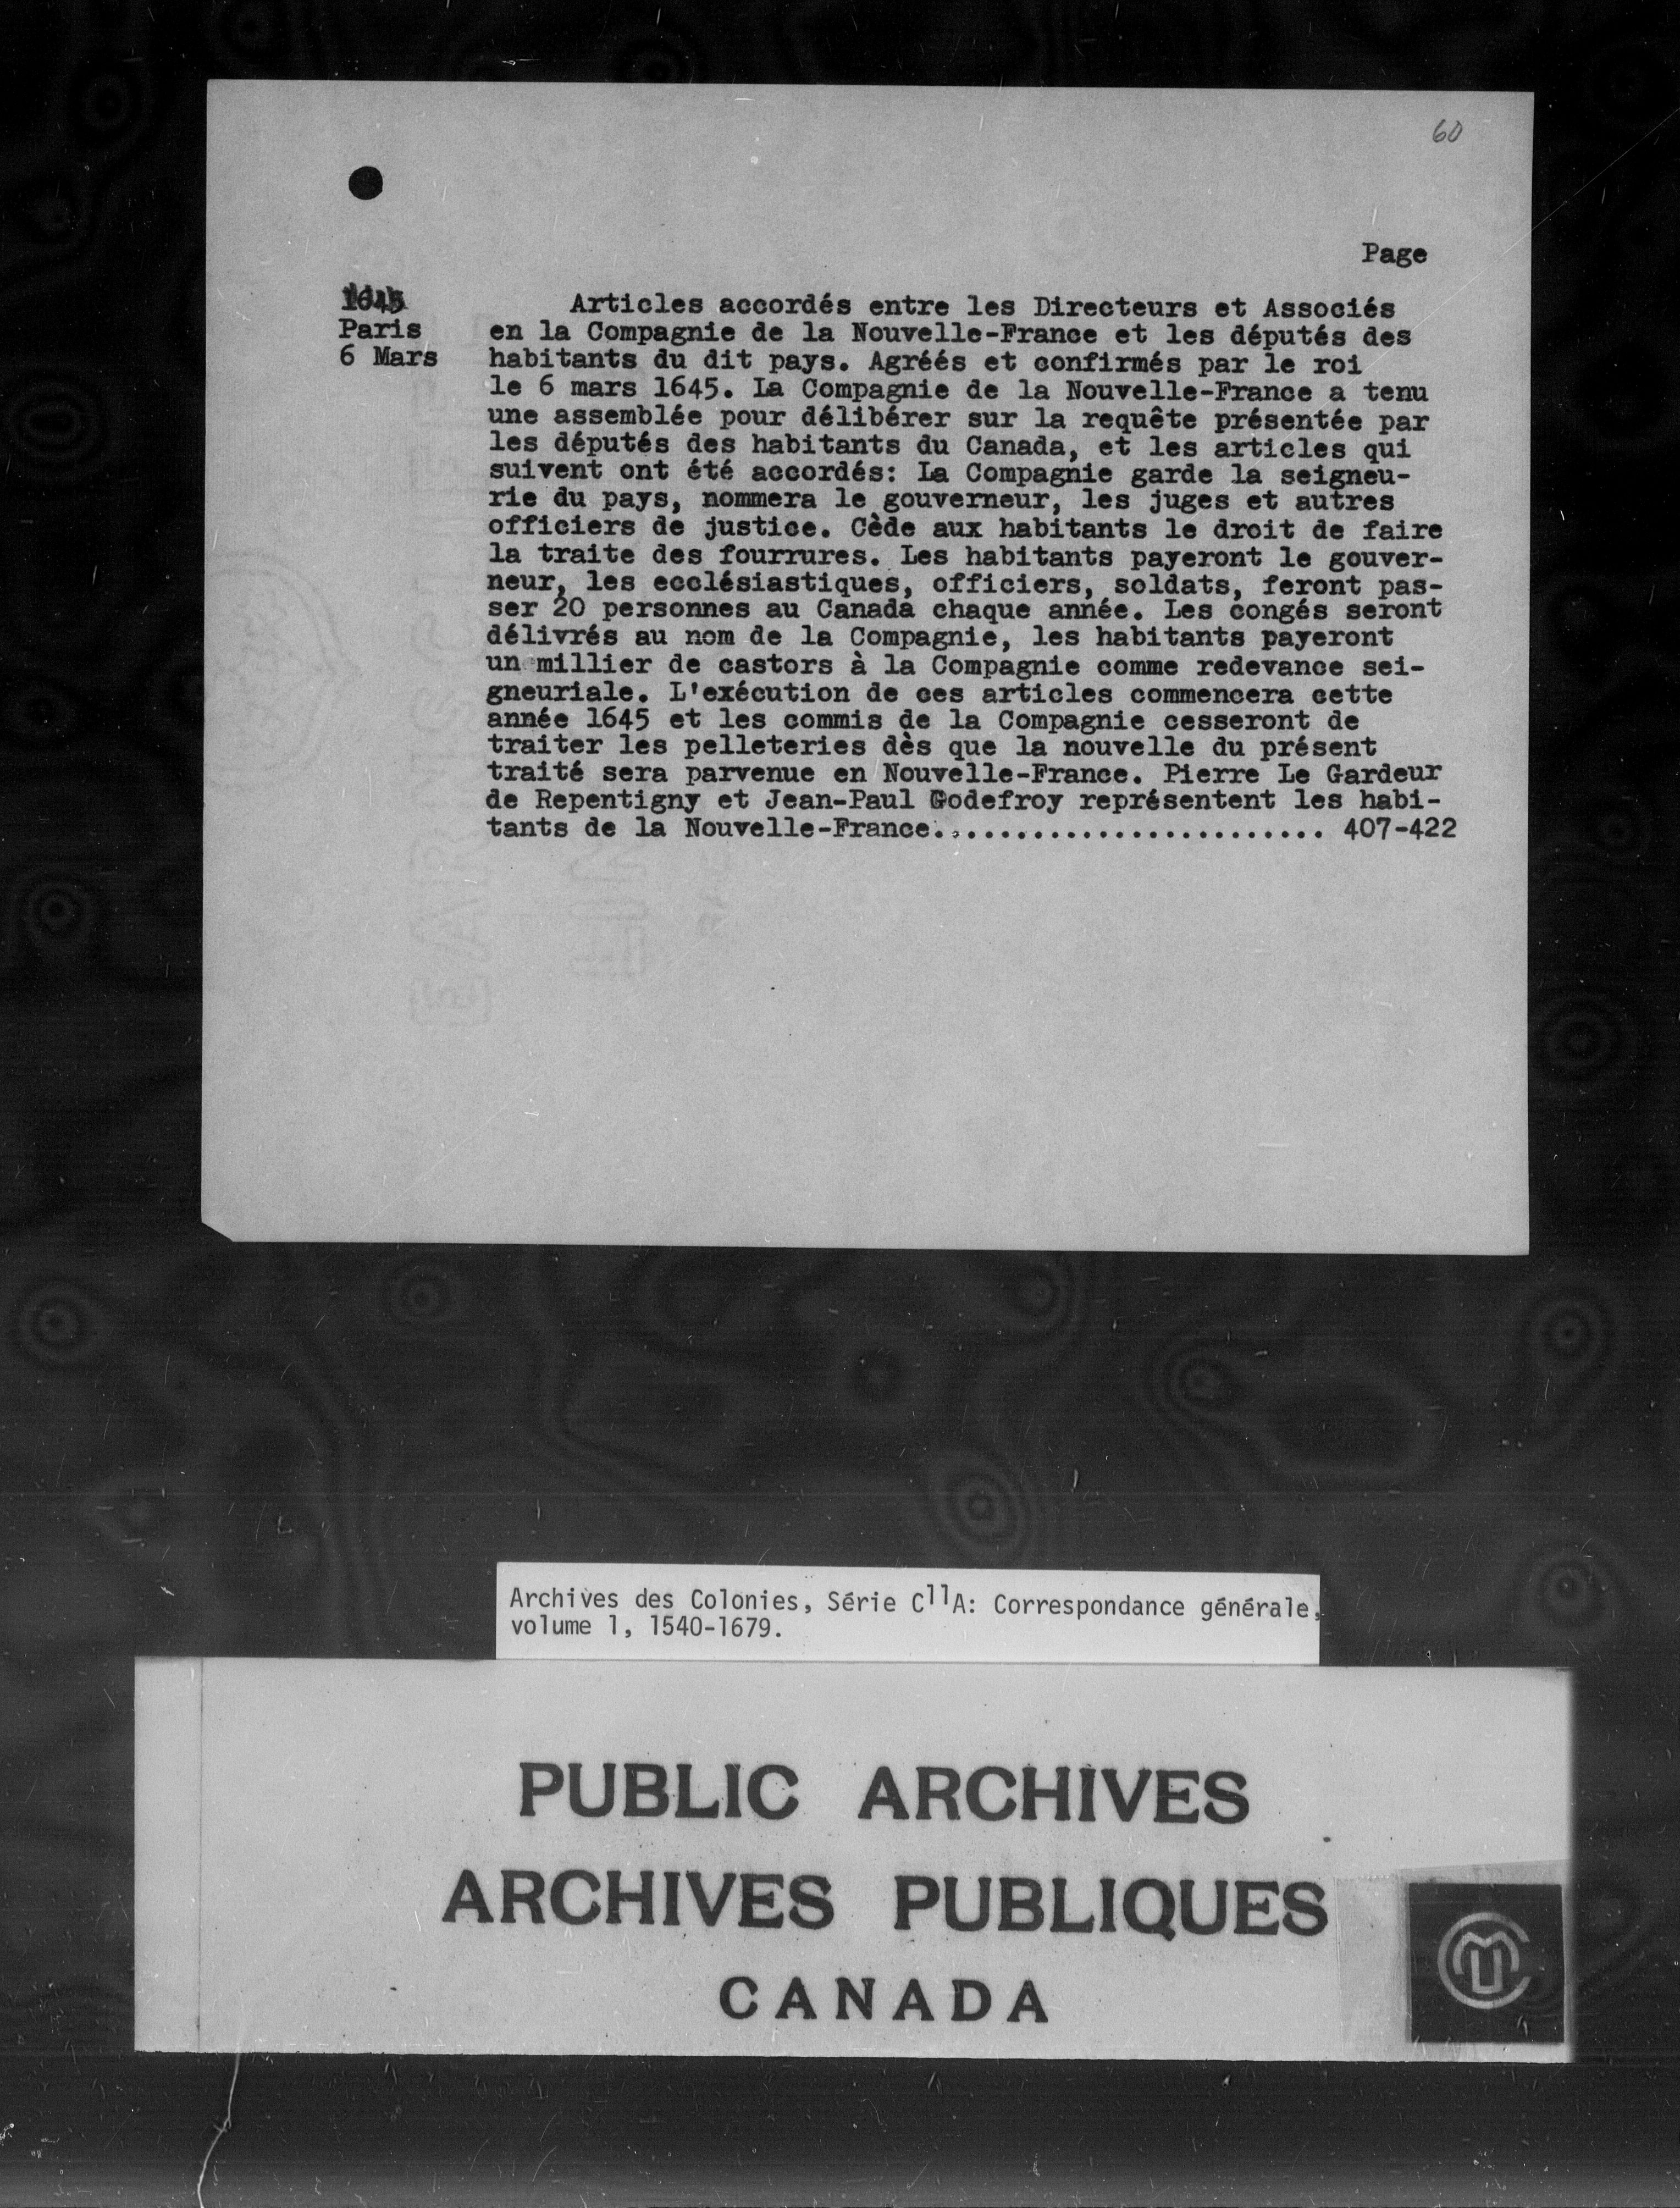 60
Page
1645
Paris
6 Mars
Articles accordés entre les Directeurs et Associés
en la Compagnie de la Nouvelle-France et les députés des
habitants du dit pays. Agréés et confirmés par le roi
le 6 mars 1645. La Compagnie de la Nouvelle-France a tenu
une assemblée pour délibérer sur la requête présentée par
les députés des habitants du Canada, et les articles qui
suivent ont été accordés: La Compagnie garde la seigneu-
rie du pays, nommera le gouverneur, les juges et autres
officiers de justice. Cède aux habitants le droit de faire
la traite des fourrures. Les habitants payeront le gouver-
neur, les ecclésiastiques, officiers, soldats, feront pas-
ser 20 personnes au Canada chaque année. Les congés seront
délivrés au nom de la Compagnie, les habitants payeront
un millier de castors à la Compagnie comme redevance sei-
gneuriale. L'exécution de ces articles commencera cette
année 1645 et les commis de la Compagnie cesseront de
traiter les pelleteries dès que la nouvelle du présent
traité sera parvenue en Nouvelle-France. Pierre Le Gardeur
de Repentigny et Jean-Paul Godefroy représentent les habi-
tants de la Nouvelle-France........................ 407-422
Archives des Colonies, Série C11A: Correspondance générale,
volume 1, 1540-1679.
PUBLIC ARCHIVES
ARCHIVES PUBLIQUES
CANADA